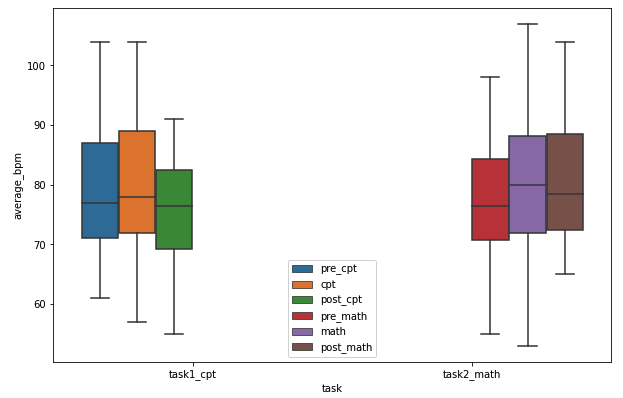 100
90
80
70
60
average_bpm
pre_cpt
cpt
post_cpt
pre_math
math
post_math
task1_cpt
task2_math
task